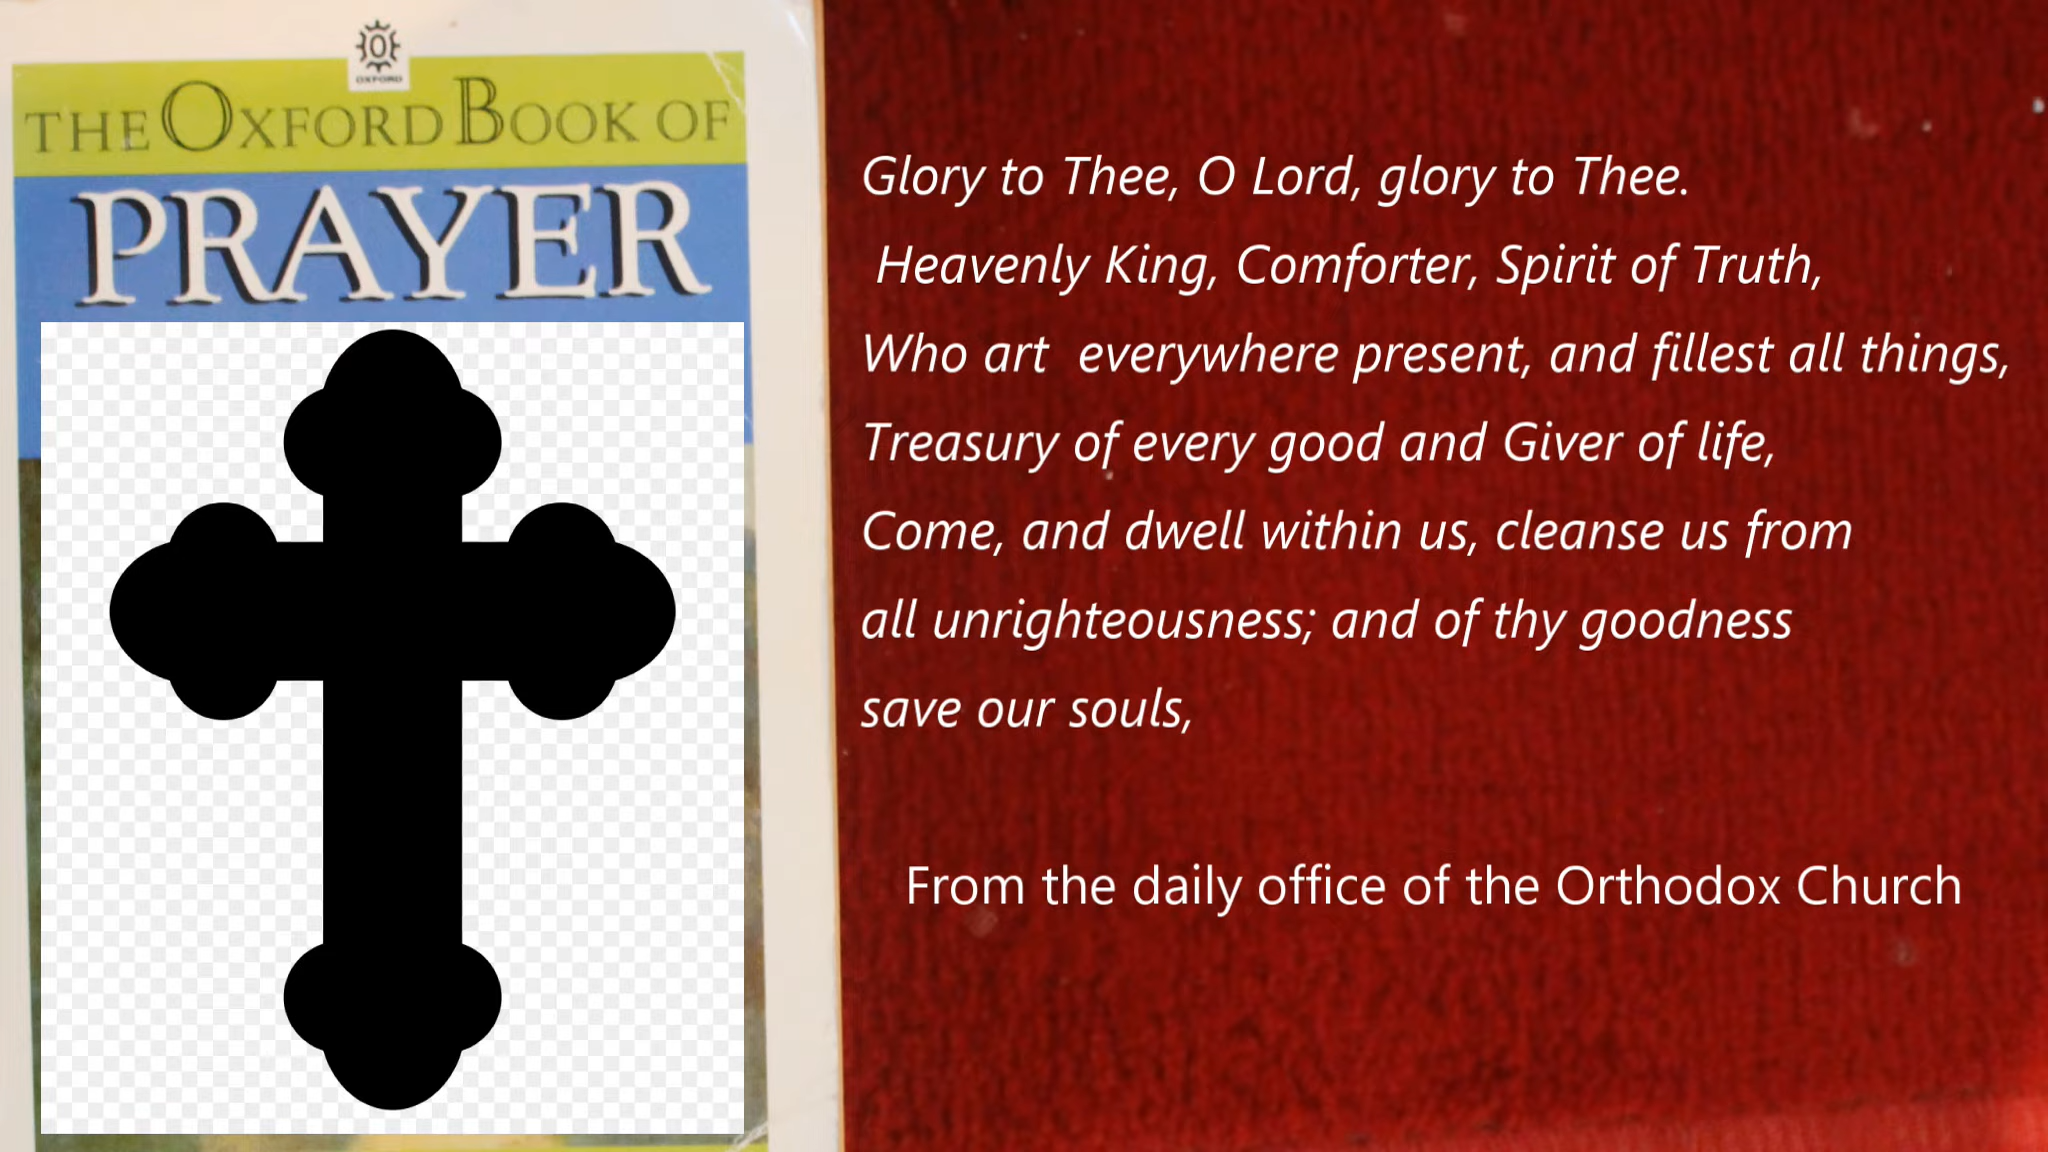 OXFORD
THE OXFORD BOOK OF
PRAYER
Glory to Thee, O Lord, glory to Thee.
Heavenly King, Comforter, Spirit of Truth,
Who art everywhere present, and fillest all things,
Treasury of every good and Giver of life,
Come, and dwell within us, cleanse us from
all unrighteousness; and of thy goodness
save our souls,
From the daily office of the Orthodox Church